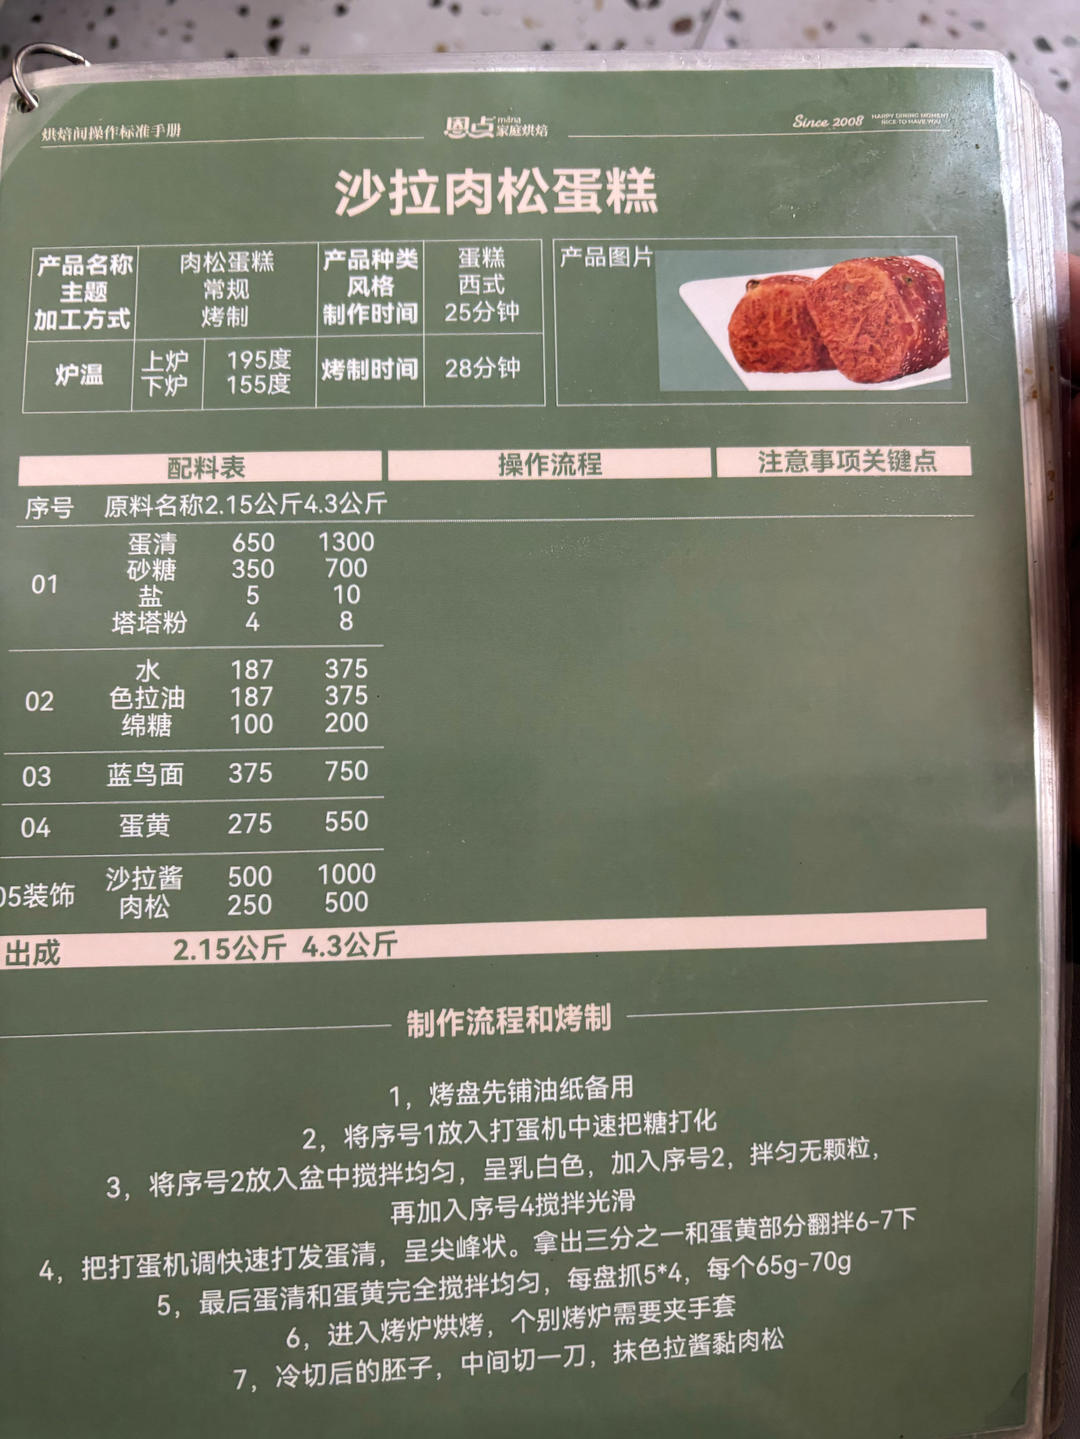 烘焙间操作标准手册
恩点 māna 家庭烘焙
Since 2008 HAPPY DINING MOMENT NICE TO HAVE YOU
沙拉肉松蛋糕
产品名称 肉松蛋糕 产品种类 蛋糕
主题 常规 风格 西式
加工方式 烤制 制作时间 25分钟
炉温 上炉 195度 烤制时间 28分钟
下炉 155度
产品图片
配料表 操作流程 注意事项关键点
序号 原料名称 2.15公斤 4.3公斤
01
蛋清 650 1300
砂糖 350 700
盐 5 10
塔塔粉 4 8
02
水 187 375
色拉油 187 375
绵糖 100 200
03 蓝鸟面 375 750
04 蛋黄 275 550
05装饰
沙拉酱 500 1000
肉松 250 500
出成 2.15公斤 4.3公斤
制作流程和烤制
1，烤盘先铺油纸备用
2，将序号1放入打蛋机中速把糖打化
3，将序号2放入盆中搅拌均匀，呈乳白色，加入序号2，拌匀无颗粒，
再加入序号4搅拌光滑
4，把打蛋机调快速打发蛋清，呈尖峰状。拿出三分之一和蛋黄部分翻拌6-7下
5，最后蛋清和蛋黄完全搅拌均匀，每盘抓5*4，每个65g-70g
6，进入烤炉烘烤，个别烤炉需要夹手套
7，冷切后的胚子，中间切一刀，抹色拉酱黏肉松